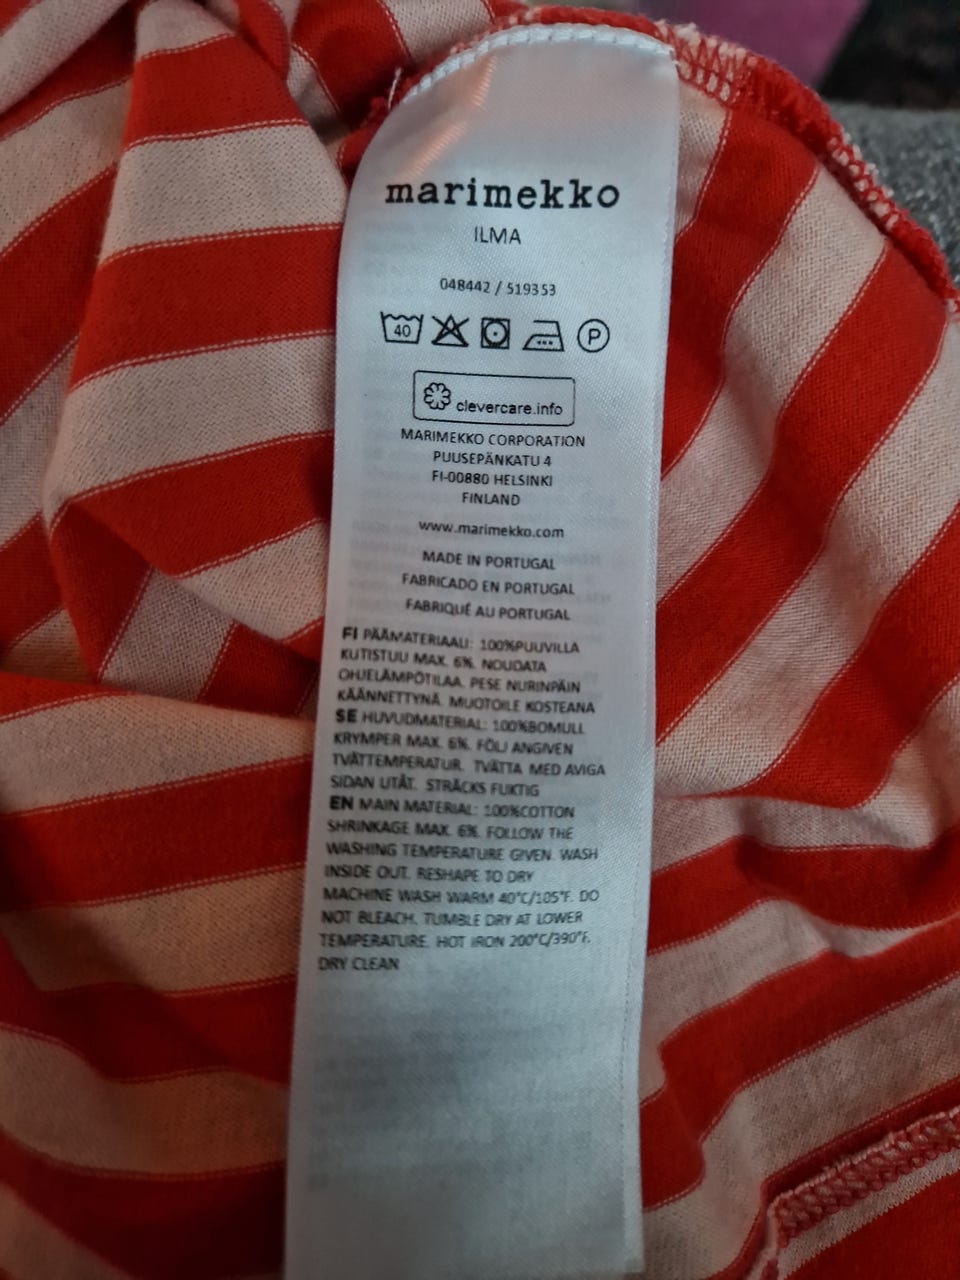 marimekko
ILMA
048442 / 519353
40 P
clevercare.info
MARIMEKKO CORPORATION
PUUSEPÄNKATU 4
FI-00880 HELSINKI
FINLAND
www.marimekko.com
MADE IN PORTUGAL
FABRICADO EN PORTUGAL
FABRIQUÉ AU PORTUGAL
FI PÄÄMATERIAALI: 100%PUUVILLA
KUTISTUU MAX. 6%. NOUDATA
OHJELÄMPÖTILAA. PESE NURINPÄIN
KÄÄNNETTYNÄ. MUOTOILE KOSTEANA
SE HUVUDMATERIAL: 100%BOMULL
KRYMPER MAX. 6%. FÖLJ ANGIVEN
TVÄTTEMPERATUR. TVÄTTA MED AVIGA
SIDAN UTÅT. STRÄCKS FUKTIG
EN MAIN MATERIAL: 100%COTTON
SHRINKAGE MAX. 6%. FOLLOW THE
WASHING TEMPERATURE GIVEN. WASH
INSIDE OUT. RESHAPE TO DRY
MACHINE WASH WARM 40°C/105°F. DO
NOT BLEACH. TUMBLE DRY AT LOWER
TEMPERATURE. HOT IRON 200°C/390°F.
DRY CLEAN